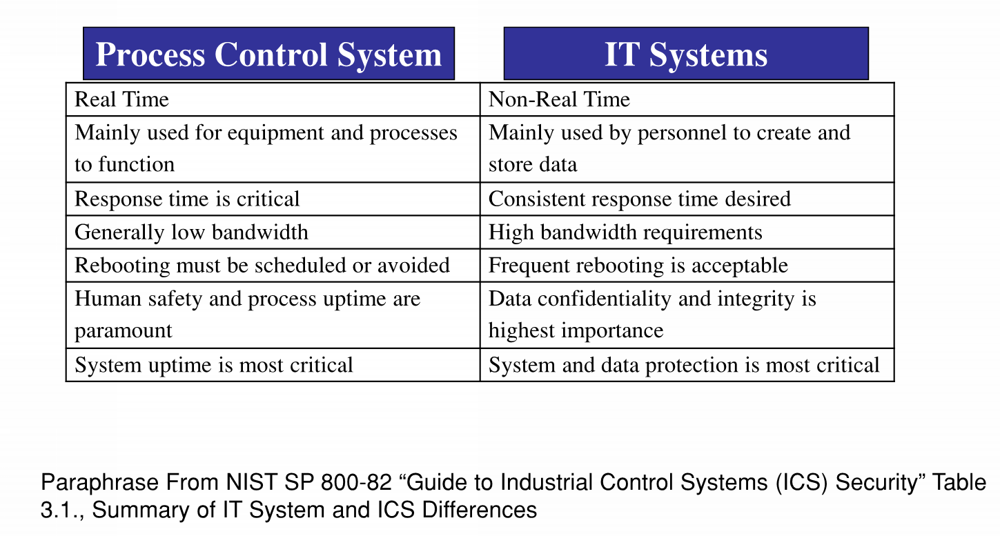 Process Control System
IT Systems
Real Time
Non-Real Time
Mainly used for equipment and processes
to function
Mainly used by personnel to create and
store data
Response time is critical
Consistent response time desired
Generally low bandwidth
High bandwidth requirements
Rebooting must be scheduled or avoided
Frequent rebooting is acceptable
Human safety and process uptime are
paramount
Data confidentiality and integrity is
highest importance
System uptime is most critical
System and data protection is most critical
Paraphrase From NIST SP 800-82 “Guide to Industrial Control Systems (ICS) Security” Table
3.1., Summary of IT System and ICS Differences